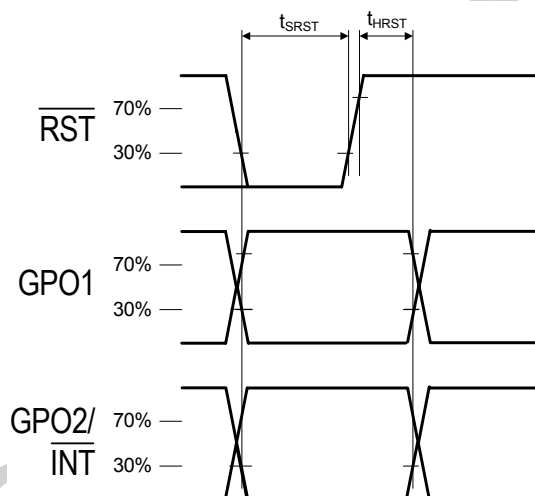 tSRST
tHRST
RST
70%
30%
GPO1
70%
30%
GPO2/
INT
70%
30%